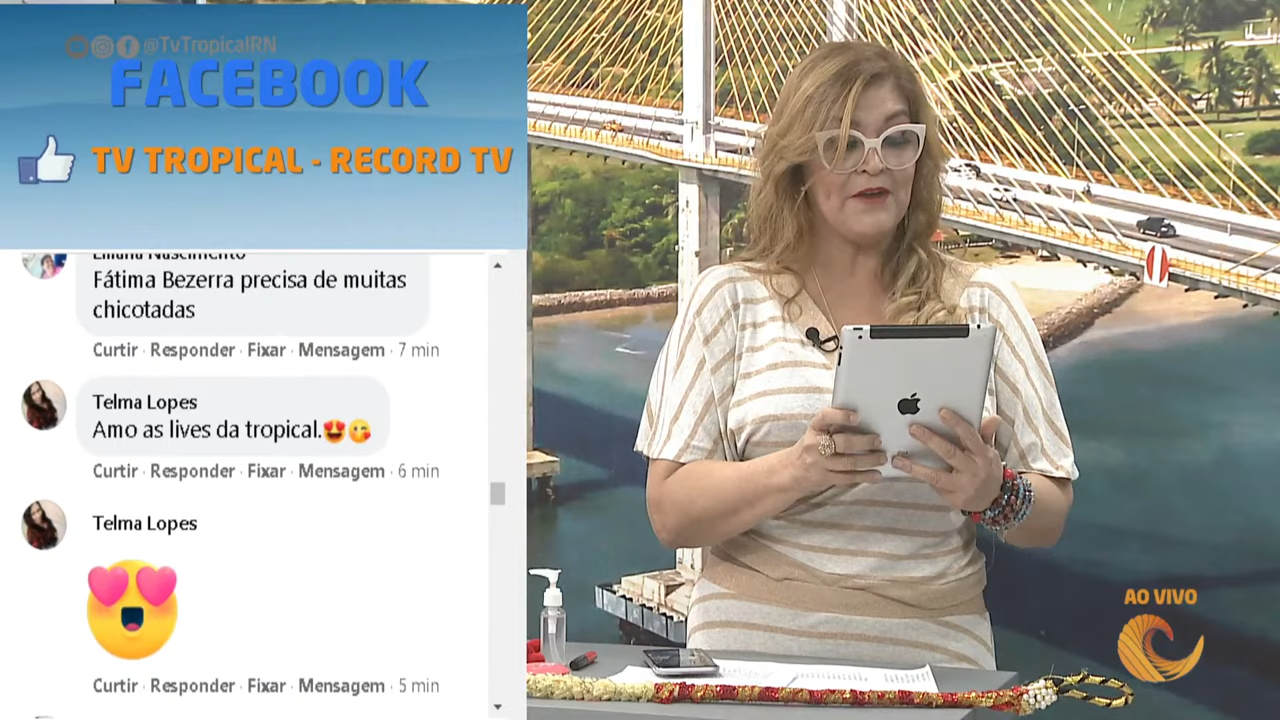 @TvTropicalRN
FACEBOOK
TV TROPICAL - RECORD TV
Liliana Nascimento
Fátima Bezerra precisa de muitas
chicotadas
Curtir · Responder · Fixar · Mensagem · 7 min
Telma Lopes
Amo as lives da tropical.😍😘
Curtir · Responder · Fixar · Mensagem · 6 min
Telma Lopes
Curtir · Responder · Fixar · Mensagem · 5 min
AO VIVO